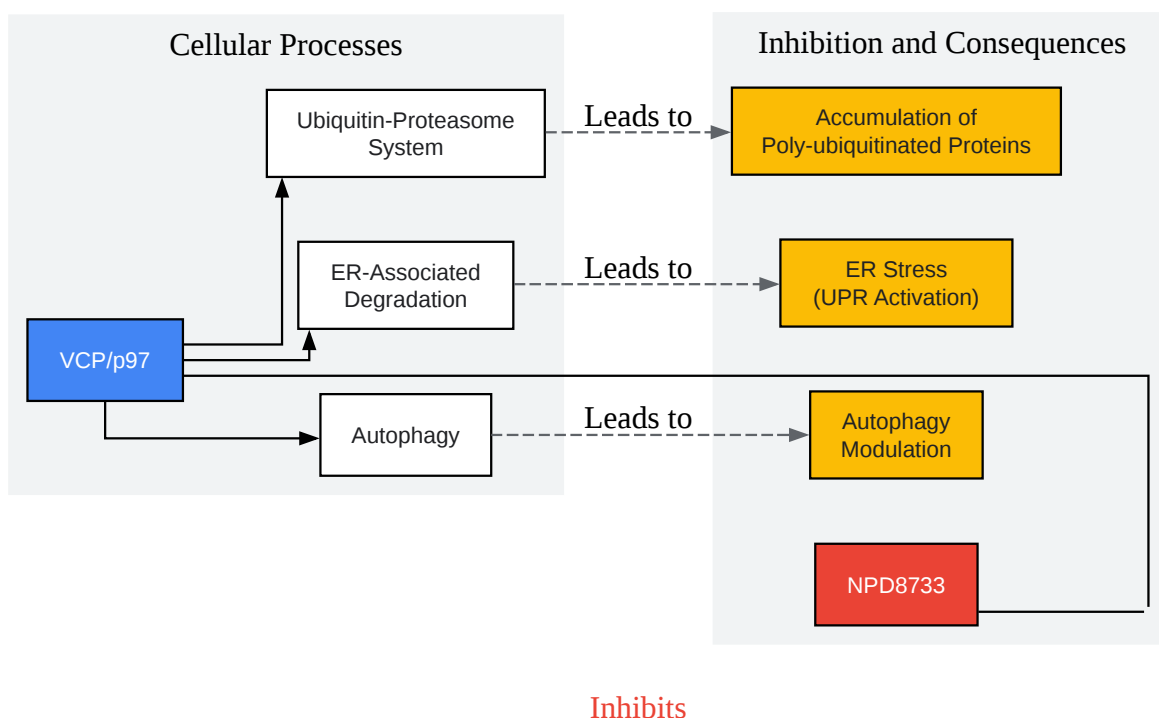 Cellular Processes
Inhibition and Consequences
Ubiquitin-Proteasome
System
Leads to
Accumulation of
Poly-ubiquitinated Proteins
ER-Associated
Degradation
Leads to
ER Stress
(UPR Activation)
VCP/p97
Autophagy
Leads to
Autophagy
Modulation
NPD8733
Inhibits